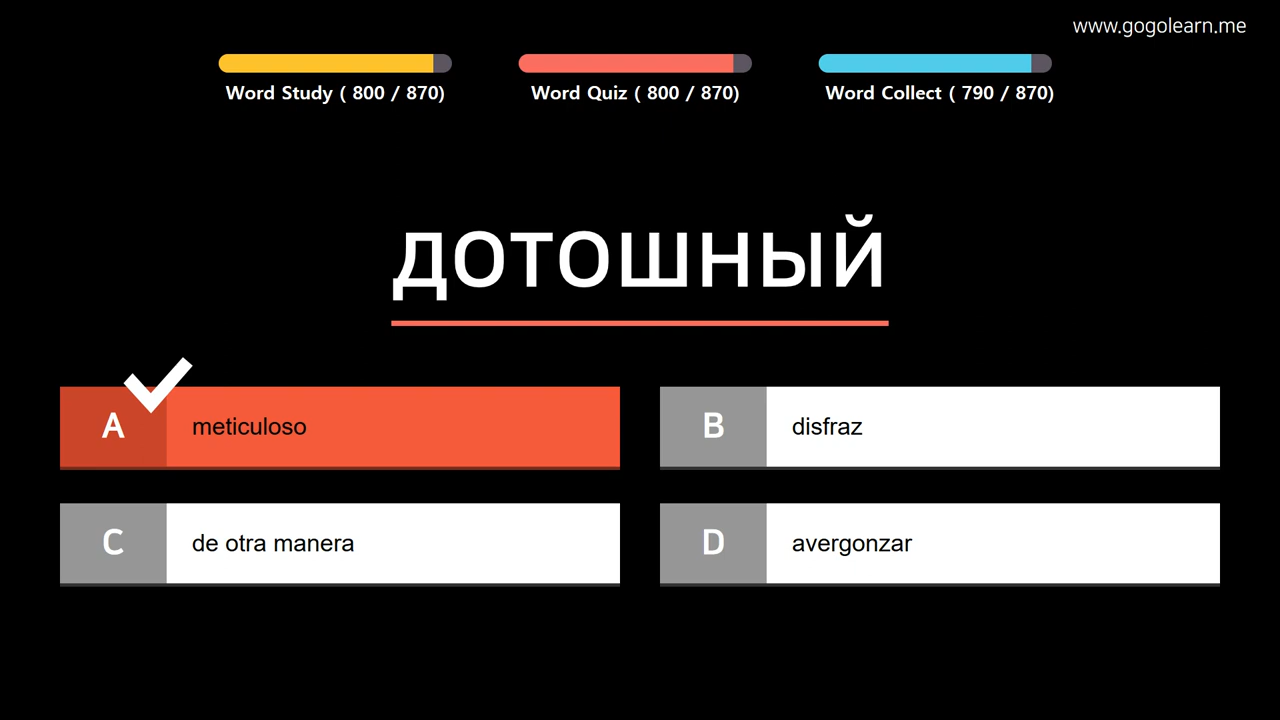 www.gogolearn.me
Word Study ( 800 / 870)
Word Quiz ( 800 / 870)
Word Collect ( 790 / 870)
дотошный
A meticuloso
B disfraz
C de otra manera
D avergonzar